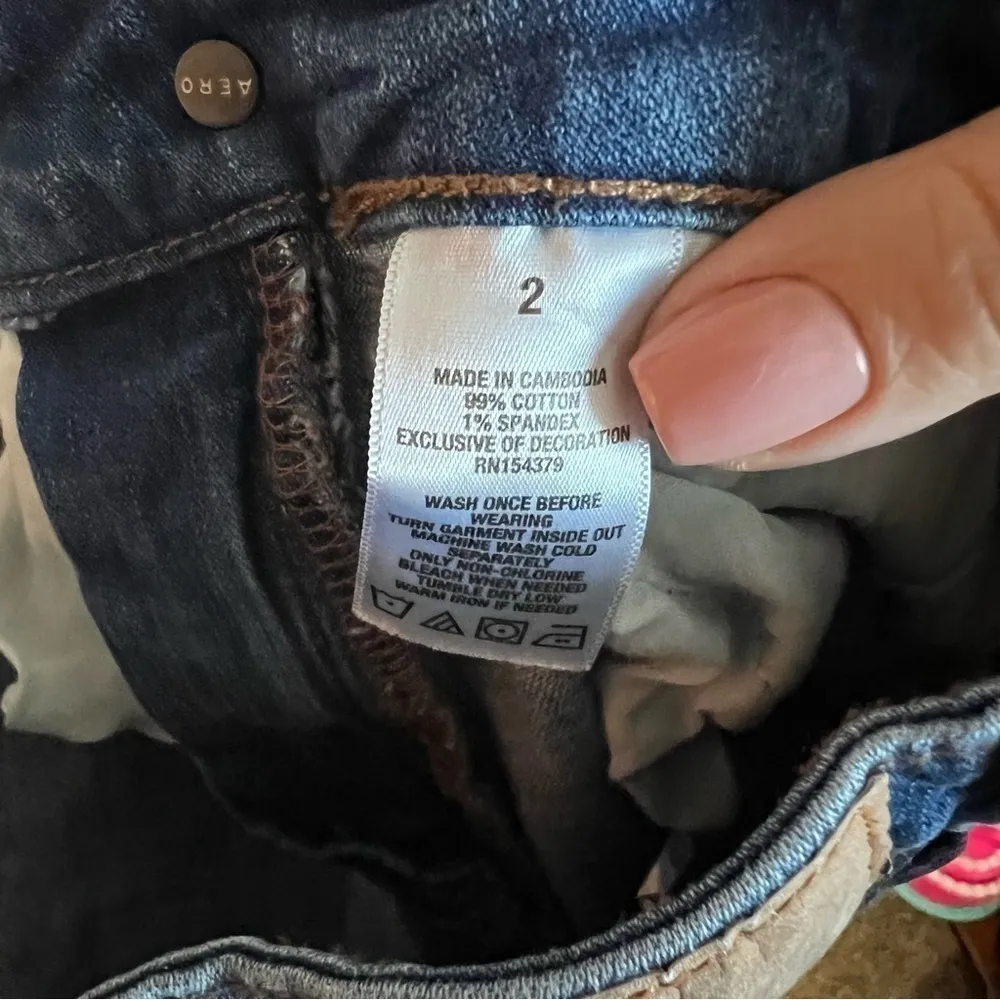 AERO
2
MADE IN CAMBODIA
99% COTTON
1% SPANDEX
EXCLUSIVE OF DECORATION
RN154379
WASH ONCE BEFORE
WEARING
TURN GARMENT INSIDE OUT
MACHINE WASH COLD
SEPARATELY
ONLY NON-CHLORINE
BLEACH WHEN NEEDED
TUMBLE DRY LOW
WARM IRON IF NEEDED